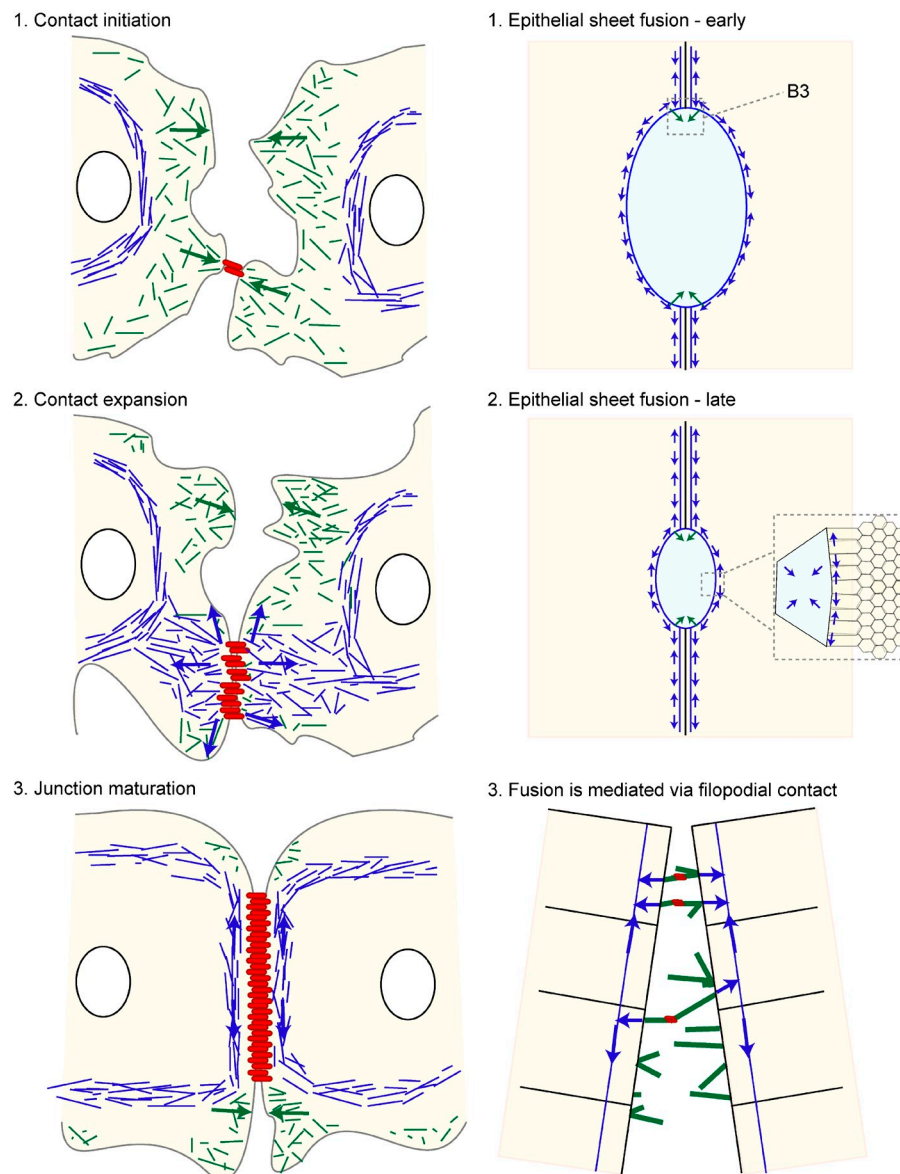 1. Contact initiation
2. Contact expansion
3. Junction maturation
1. Epithelial sheet fusion - early
B3
2. Epithelial sheet fusion - late
3. Fusion is mediated via filopodial contact